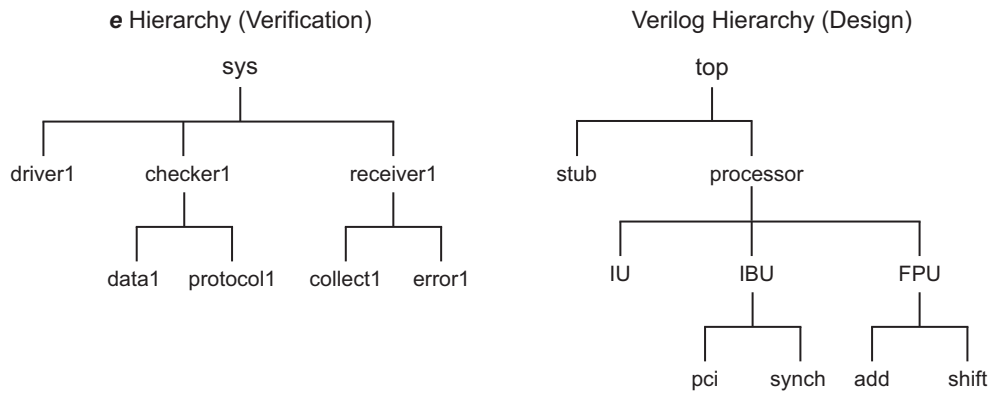 e Hierarchy (Verification)
sys
driver1 checker1 receiver1
data1 protocol1 collect1 error1
Verilog Hierarchy (Design)
top
stub processor
IU IBU FPU
pci synch add shift